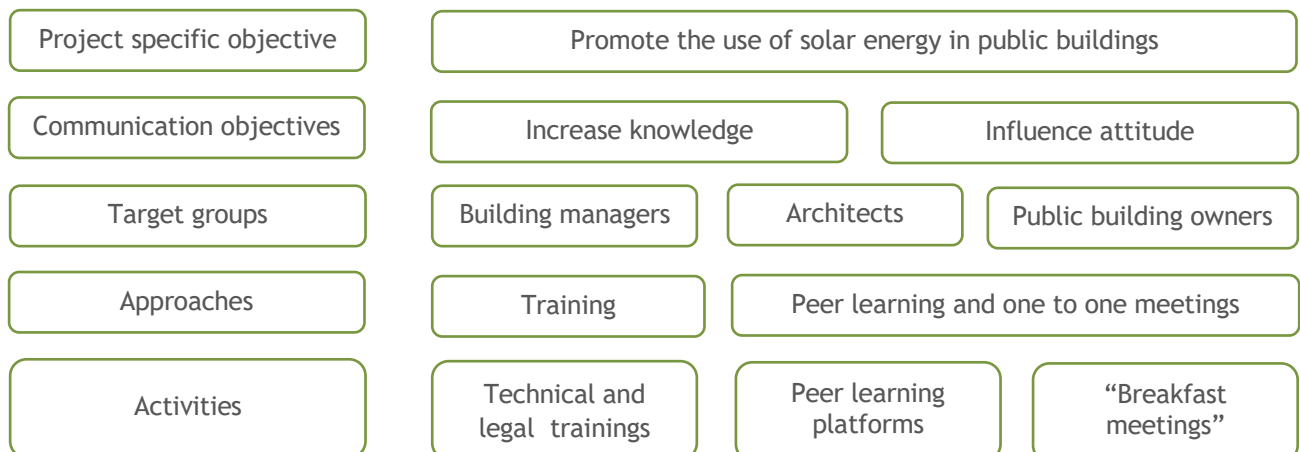 Project specific objective
Promote the use of solar energy in public buildings
Communication objectives
Increase knowledge
Influence attitude
Target groups
Building managers
Architects
Public building owners
Approaches
Training
Peer learning and one to one meetings
Activities
Technical and
legal trainings
Peer learning
platforms
“Breakfast
meetings”